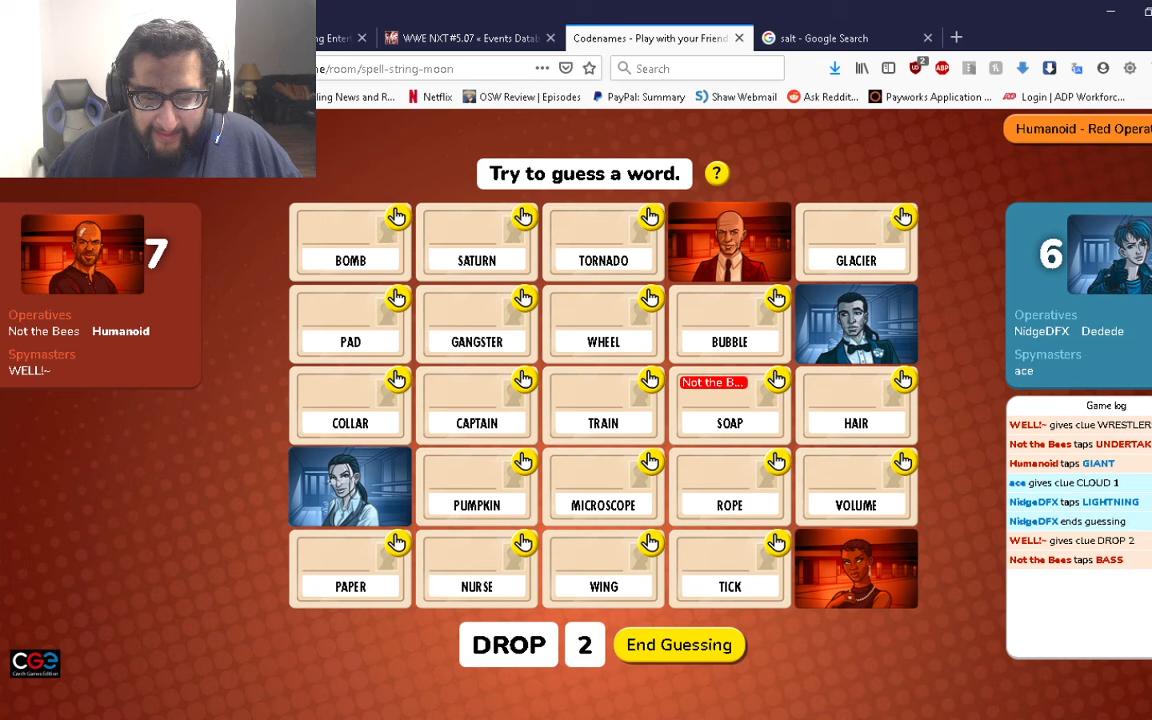 ng Enter
WWE NXT #5.07 « Events Datab
Codenames - Play with your Friend
salt - Google Search
ne/room/spell-string-moon
Search
ling News and R...
Netflix
OSW Review | Episodes
PayPal: Summary
Shaw Webmail
Ask Reddit...
Payworks Application ...
Login | ADP Workforc...
Humanoid - Red Operat
Try to guess a word.
?
7
Operatives
Not the Bees Humanoid
Spymasters
WELL!~
BOMB
SATURN
TORNADO
GLACIER
PAD
GANGSTER
WHEEL
BUBBLE
COLLAR
CAPTAIN
TRAIN
Not the B...
SOAP
HAIR
PUMPKIN
MICROSCOPE
ROPE
VOLUME
PAPER
NURSE
WING
TICK
DROP
2
End Guessing
6
Operatives
NidgeDFX Dedede
Spymasters
ace
Game log
WELL!~ gives clue WRESTLER
Not the Bees taps UNDERTAK
Humanoid taps GIANT
ace gives clue CLOUD 1
NidgeDFX taps LIGHTNING
NidgeDFX ends guessing
WELL!~ gives clue DROP 2
Not the Bees taps BASS
CGE
Czech Games Edition